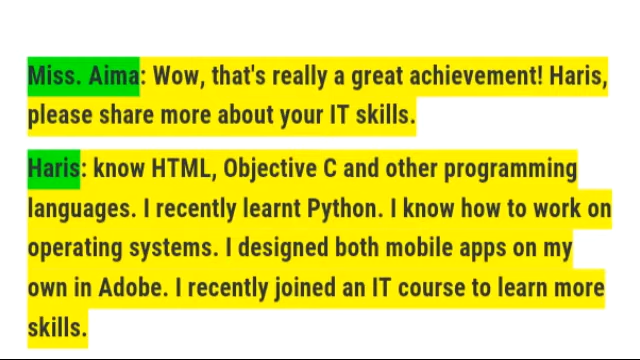 Miss. Aima: Wow, that's really a great achievement! Haris,
please share more about your IT skills.
Haris: know HTML, Objective C and other programming
languages. I recently learnt Python. I know how to work on
operating systems. I designed both mobile apps on my
own in Adobe. I recently joined an IT course to learn more
skills.